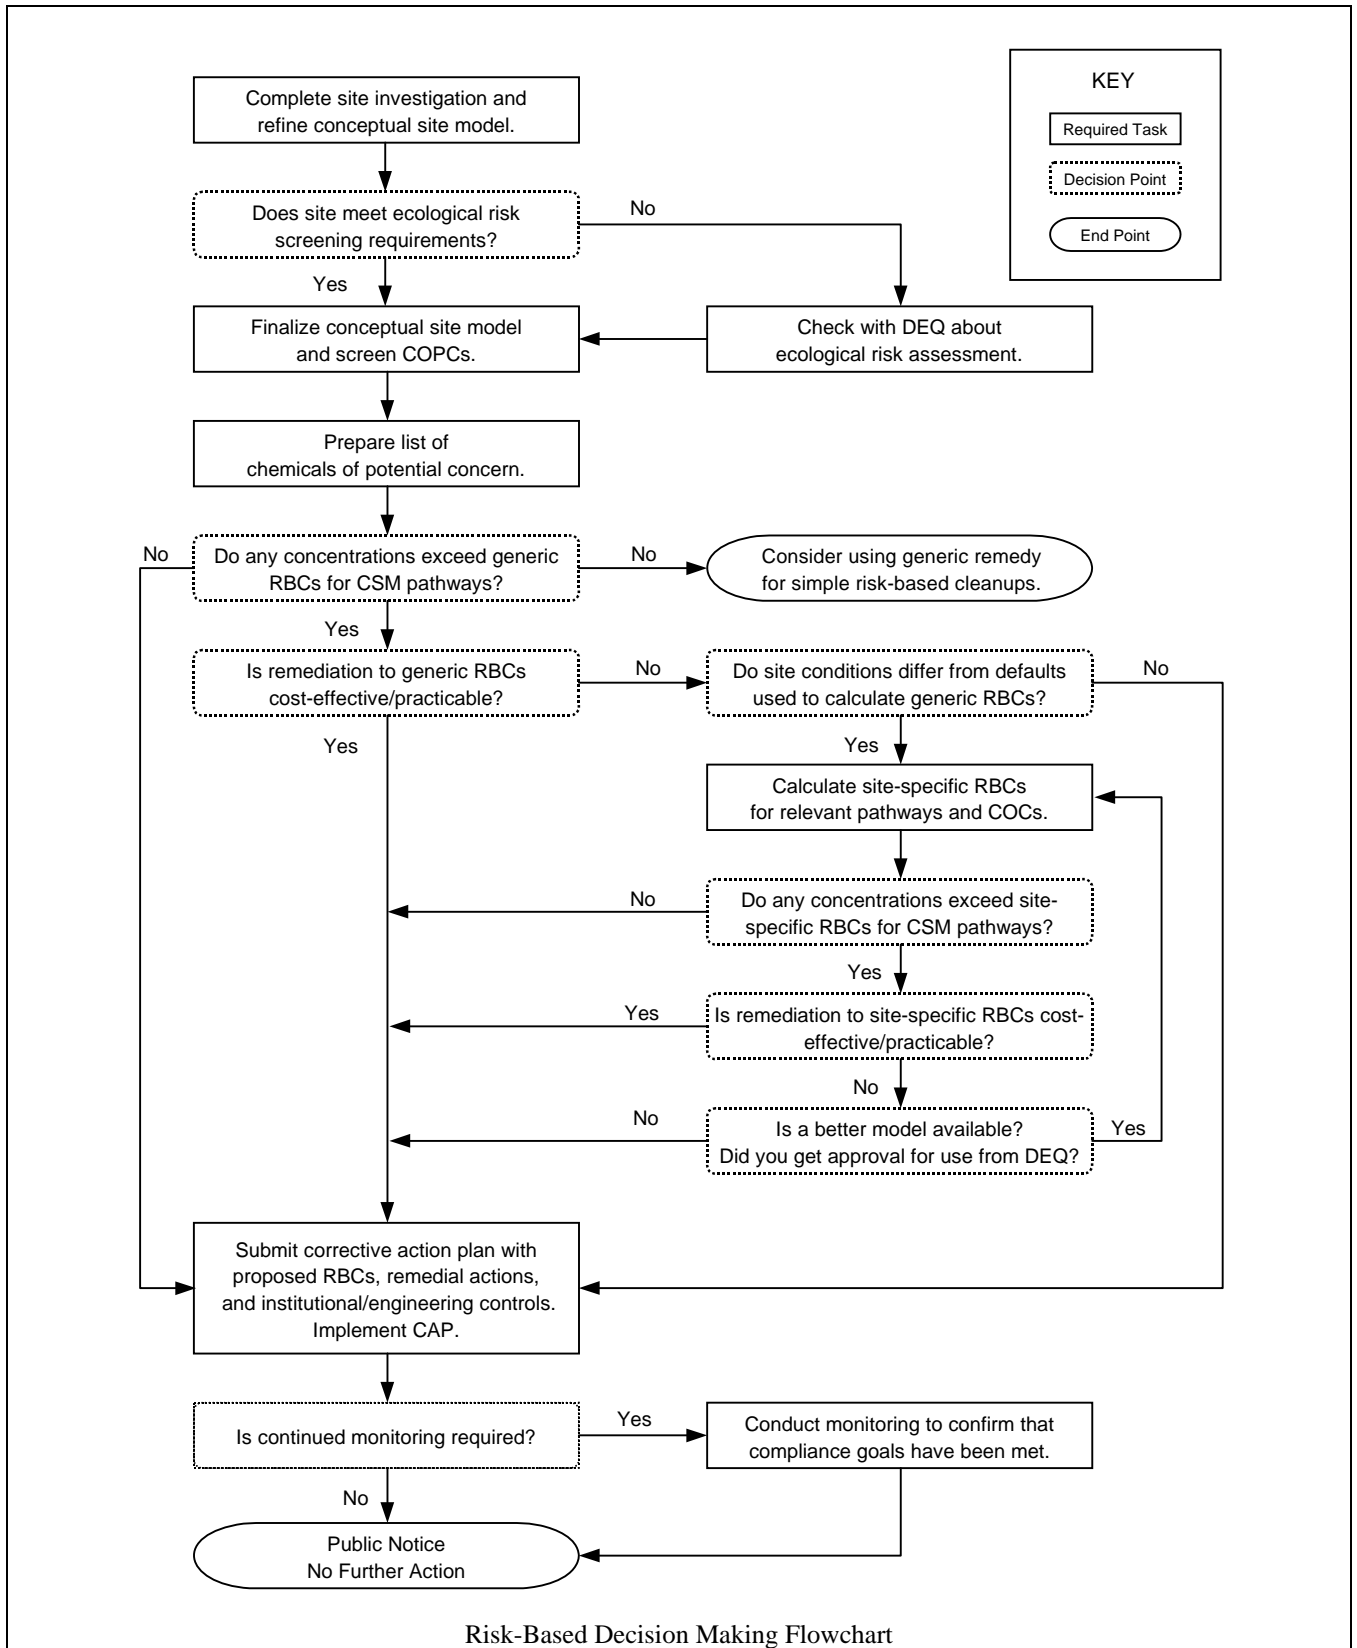 KEY
Required Task
Decision Point
End Point
Complete site investigation and
refine conceptual site model.
Does site meet ecological risk
screening requirements?
No
Yes
Finalize conceptual site model
and screen COPCs.
Check with DEQ about
ecological risk assessment.
Prepare list of
chemicals of potential concern.
No
Do any concentrations exceed generic
RBCs for CSM pathways?
No
Consider using generic remedy
for simple risk-based cleanups.
Yes
Is remediation to generic RBCs
cost-effective/practicable?
No
Do site conditions differ from defaults
used to calculate generic RBCs?
No
Yes
Yes
Calculate site-specific RBCs
for relevant pathways and COCs.
No
Do any concentrations exceed site-
specific RBCs for CSM pathways?
Yes
Yes
Is remediation to site-specific RBCs cost-
effective/practicable?
No
No
Is a better model available?
Did you get approval for use from DEQ?
Yes
Submit corrective action plan with
proposed RBCs, remedial actions,
and institutional/engineering controls.
Implement CAP.
Is continued monitoring required?
Yes
Conduct monitoring to confirm that
compliance goals have been met.
No
Public Notice
No Further Action
Risk-Based Decision Making Flowchart